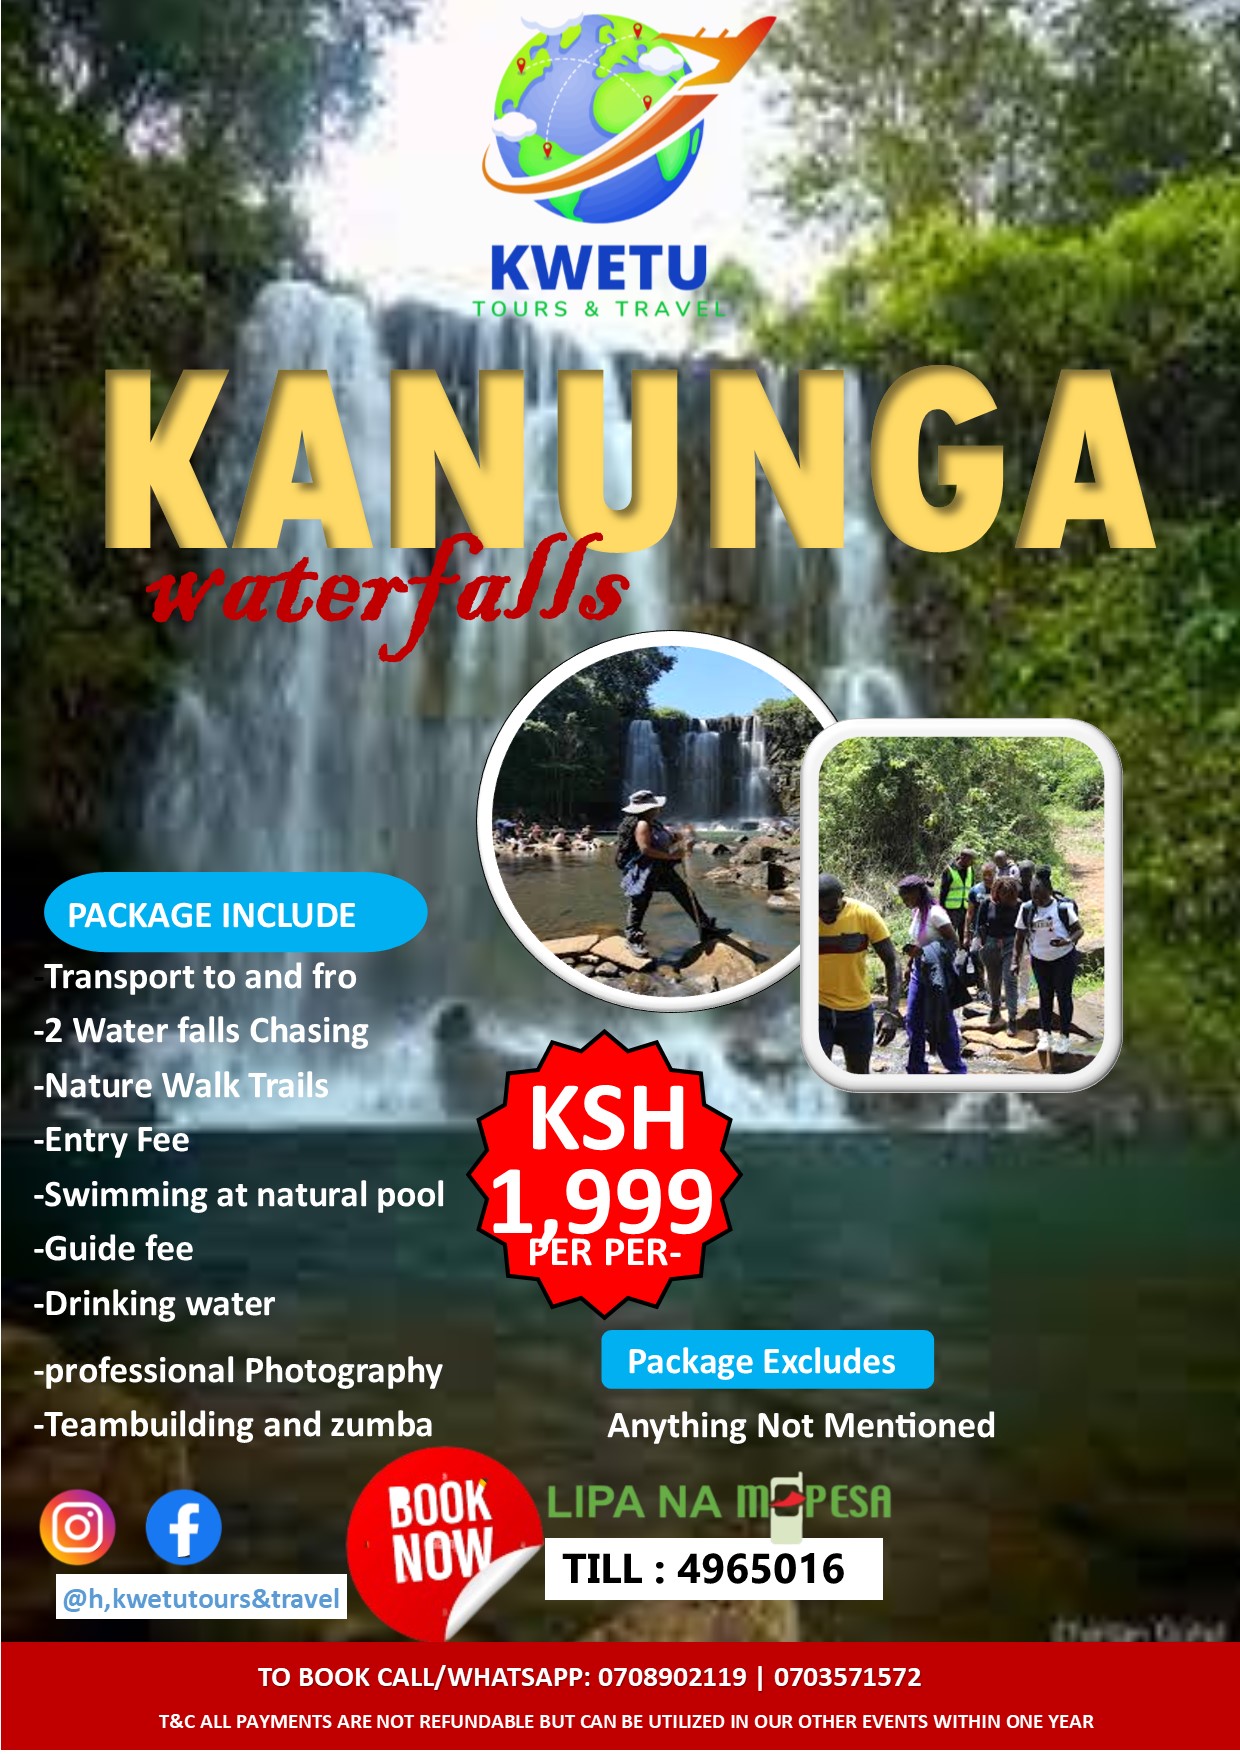 KWETU
TOURS & TRAVEL
KANUNGA
waterfalls
PACKAGE INCLUDE
-Transport to and fro
-2 Water falls Chasing
-Nature Walk Trails
-Entry Fee
-Swimming at natural pool
-Guide fee
-Drinking water
-professional Photography
-Teambuilding and zumba
KSH
1,999
PER PER-
Package Excludes
Anything Not Mentioned
BOOK
NOW
LIPA NA M-PESA
TILL : 4965016
@h,kwetutours&travel
TO BOOK CALL/WHATSAPP: 0708902119 | 0703571572
T&C ALL PAYMENTS ARE NOT REFUNDABLE BUT CAN BE UTILIZED IN OUR OTHER EVENTS WITHIN ONE YEAR